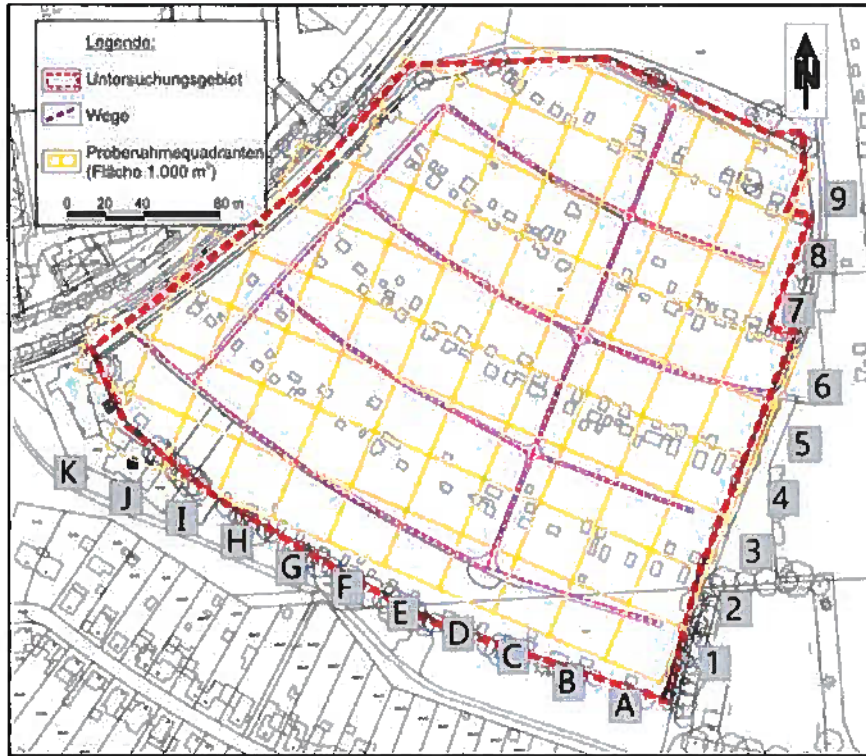 Legende:
Untersuchungsgebiet
Wege
Probenahmequadranten
(Fläche 1.000 m²)
0 20 40 80 m
N
9
8
7
6
5
4
3
2
1
K
J
I
H
G
F
E
D
C
B
A